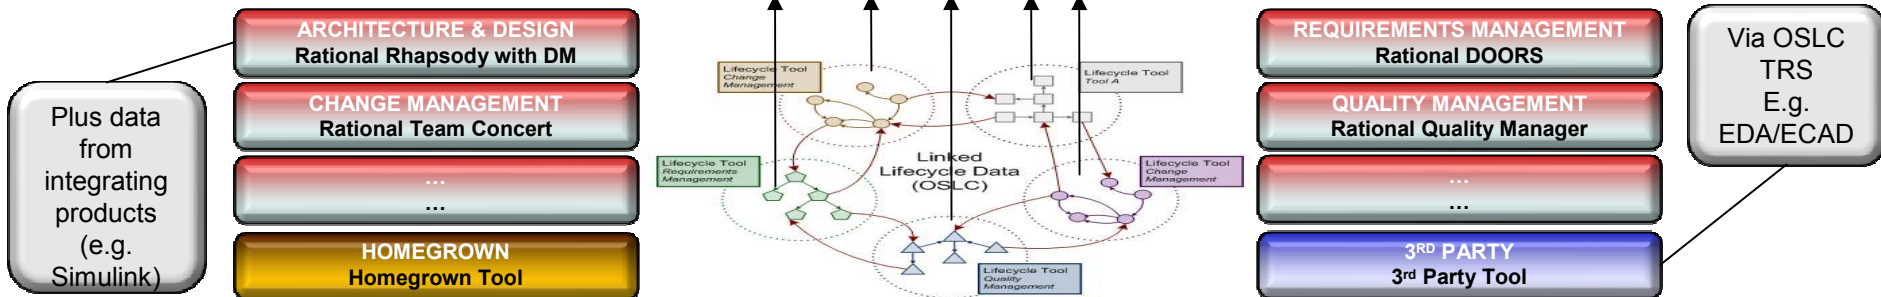 Plus data
from
integrating
products
(e.g.
Simulink)
ARCHITECTURE & DESIGN
Rational Rhapsody with DM
CHANGE MANAGEMENT
Rational Team Concert
...
...
HOMEGROWN
Homegrown Tool
Lifecycle Tool
Change
Management
Lifecycle Tool
Tool A
Lifecycle Tool
Requirements
Management
Linked
Lifecycle Data
(OSLC)
Lifecycle Tool
Change
Management
Lifecycle Tool
Quality
Management
REQUIREMENTS MANAGEMENT
Rational DOORS
QUALITY MANAGEMENT
Rational Quality Manager
...
...
3RD PARTY
3rd Party Tool
Via OSLC
TRS
E.g.
EDA/ECAD